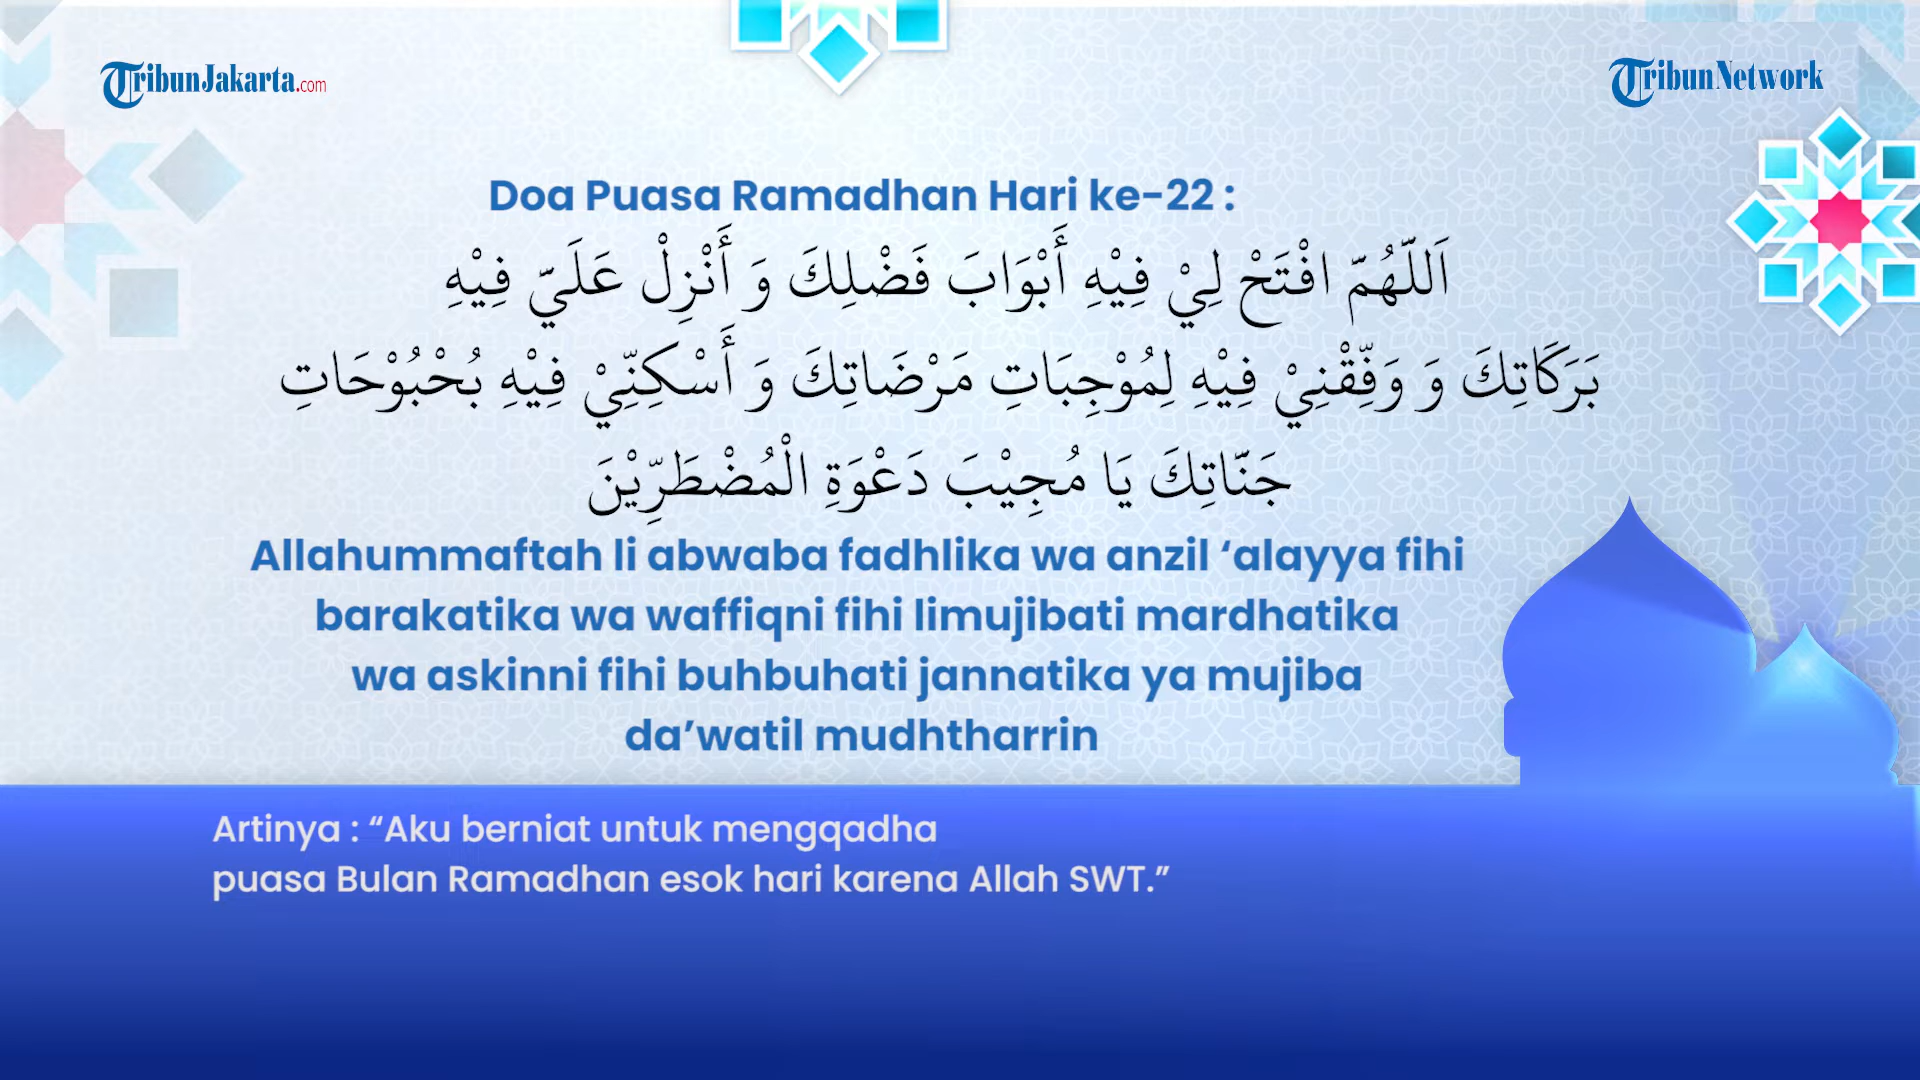 TribunJakarta.com
TribunNetwork
Doa Puasa Ramadhan Hari ke-22 :
اَللّهُمّ افْتَحْ لِيْ فِيْهِ أَبْوَابَ فَضْلِكَ وَ أَنْزِلْ عَلَيّ فِيْهِ
بَرَكَاتِكَ وَ وَفِّقْنِيْ فِيْهِ لِمُوْجِبَاتِ مَرْضَاتِكَ وَ أَسْكِنِّيْ فِيْهِ بُحْبُوْحَاتِ
جَنّاتِكَ يَا مُجِيْبَ دَعْوَةِ الْمُضْطَرِّيْنَ
Allahummaftah li abwaba fadhlika wa anzil ‘alayya fihi
barakatika wa waffiqni fihi limujibati mardhatika
wa askinni fihi buhbuhati jannatika ya mujiba
da’watil mudhtharrin
Artinya : “Aku berniat untuk mengqadha
puasa Bulan Ramadhan esok hari karena Allah SWT.”